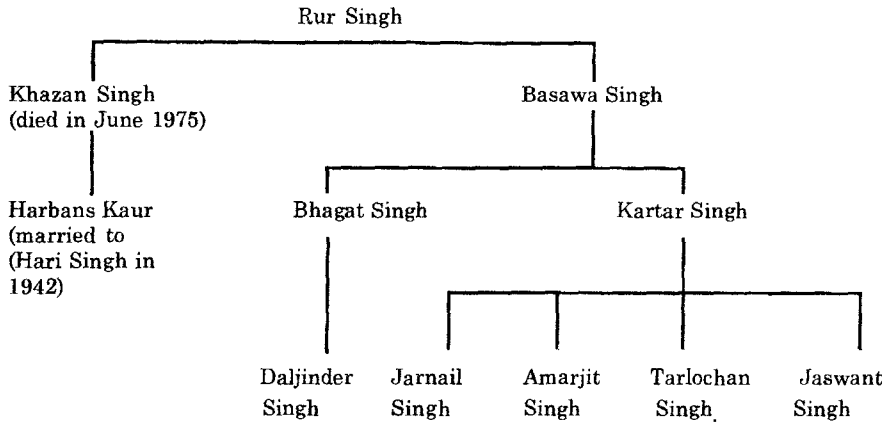 Rur Singh
Khazan Singh
(died in June 1975)
Basawa Singh
Harbans Kaur
(married to
(Hari Singh in
1942)
Bhagat Singh
Kartar Singh
Daljinder
Singh
Jarnail
Singh
Amarjit
Singh
Tarlochan
Singh
Jaswant
Singh